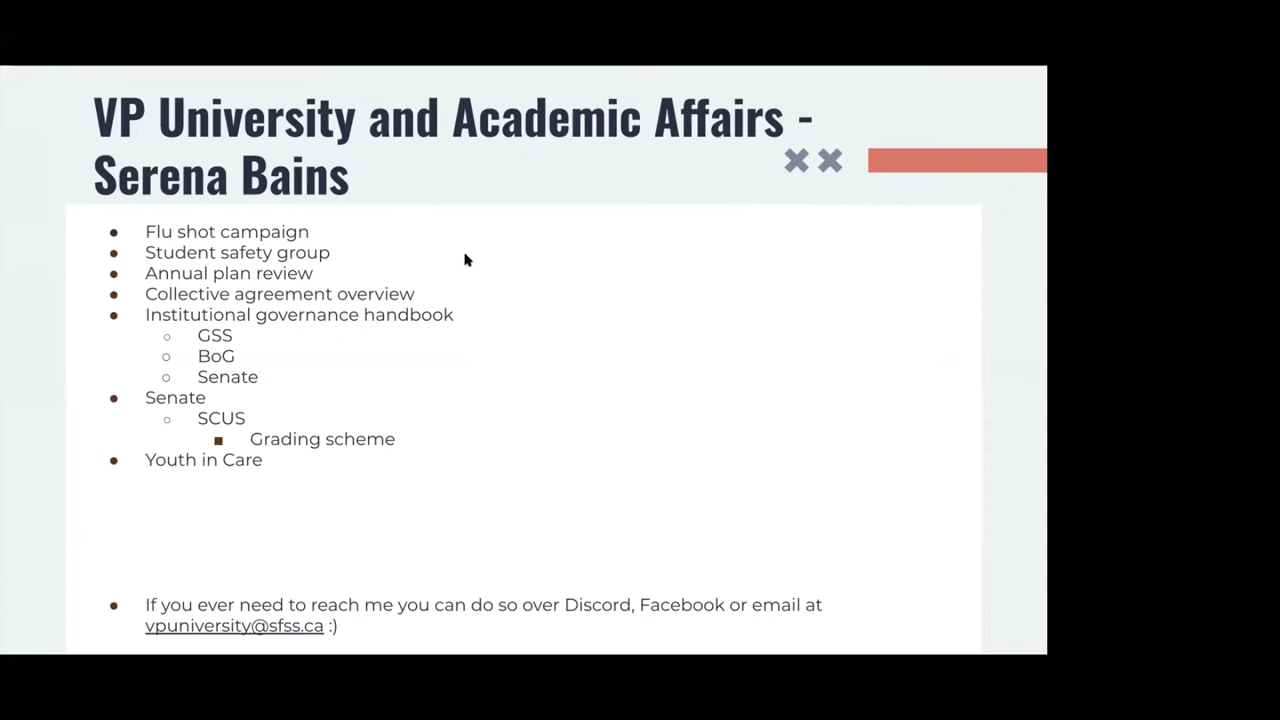 VP University and Academic Affairs -
Serena Bains
Flu shot campaign
Student safety group
Annual plan review
Collective agreement overview
Institutional governance handbook
GSS
BoG
Senate
Senate
SCUS
Grading scheme
Youth in Care
If you ever need to reach me you can do so over Discord, Facebook or email at
vpuniversity@sfss.ca :)